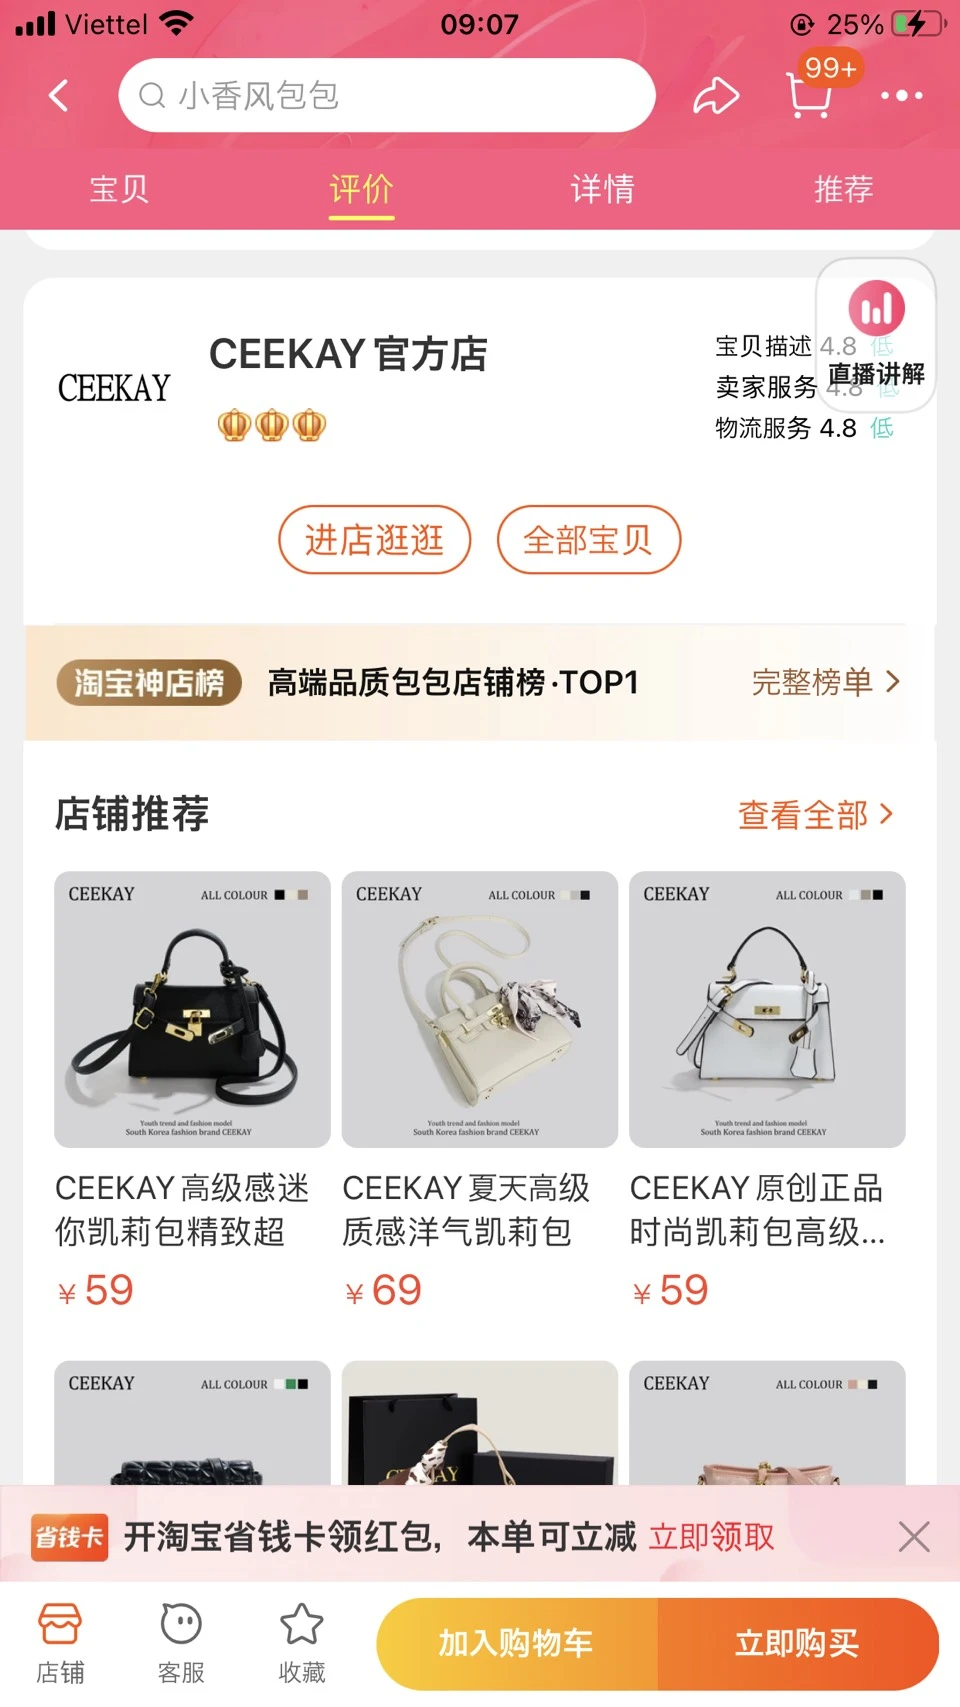 Viettel 09:07 25%
小香风包包 99+
宝贝 评价 详情 推荐
CEEKAY
CEEKAY 官方店
宝贝描述 4.8 低
卖家服务 4.8 低
物流服务 4.8 低
直播讲解
进店逛逛 全部宝贝
淘宝神店榜 高端品质包包店铺榜·TOP1 完整榜单
店铺推荐 查看全部
CEEKAY ALL COLOUR
Youth trend and fashion model
South Korea fashion brand CEEKAY
CEEKAY 高级感迷
你凯莉包精致超
¥ 59
CEEKAY ALL COLOUR
Youth trend and fashion model
South Korea fashion brand CEEKAY
CEEKAY 夏天高级
质感洋气凯莉包
¥ 69
CEEKAY ALL COLOUR
Youth trend and fashion model
South Korea fashion brand CEEKAY
CEEKAY 原创正品
时尚凯莉包高级...
¥ 59
CEEKAY ALL COLOUR
CEEKAY
CEEKAY ALL COLOUR
省钱卡 开淘宝省钱卡领红包，本单可立减 立即领取
店铺 客服 收藏 加入购物车 立即购买